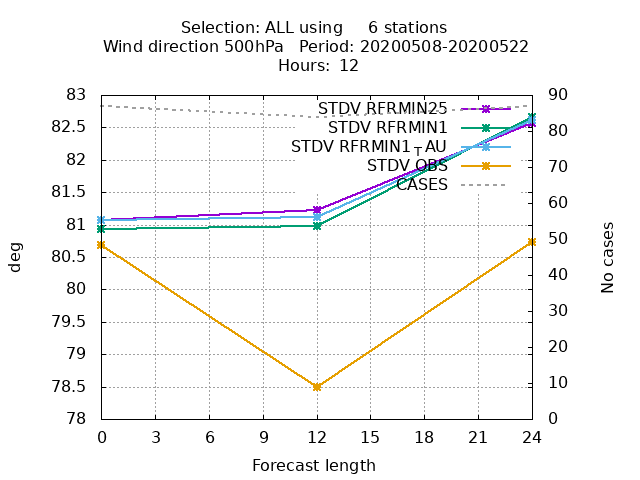 Selection: ALL using 6 stations
Wind direction 500hPa Period: 20200508-20200522
Hours: 12
83
82.5
82
81.5
81
80.5
80
79.5
79
78.5
78
90
80
70
60
50
40
30
20
10
0
STDV RFRMIN25
STDV RFRMIN1
STDV RFRMIN1TAU
STDV OBS
CASES
deg
No cases
0 3 6 9 12 15 18 21 24
Forecast length